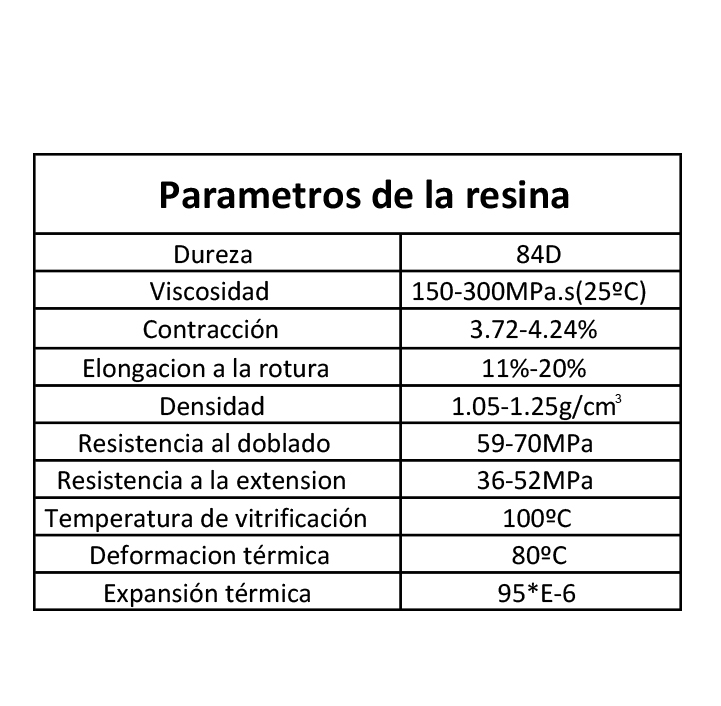 Parametros de la resina
Dureza 84D
Viscosidad 150-300MPa.s(25ºC)
Contracción 3.72-4.24%
Elongacion a la rotura 11%-20%
Densidad 1.05-1.25g/cm³
Resistencia al doblado 59-70MPa
Resistencia a la extension 36-52MPa
Temperatura de vitrificación 100ºC
Deformacion térmica 80ºC
Expansión térmica 95*E-6